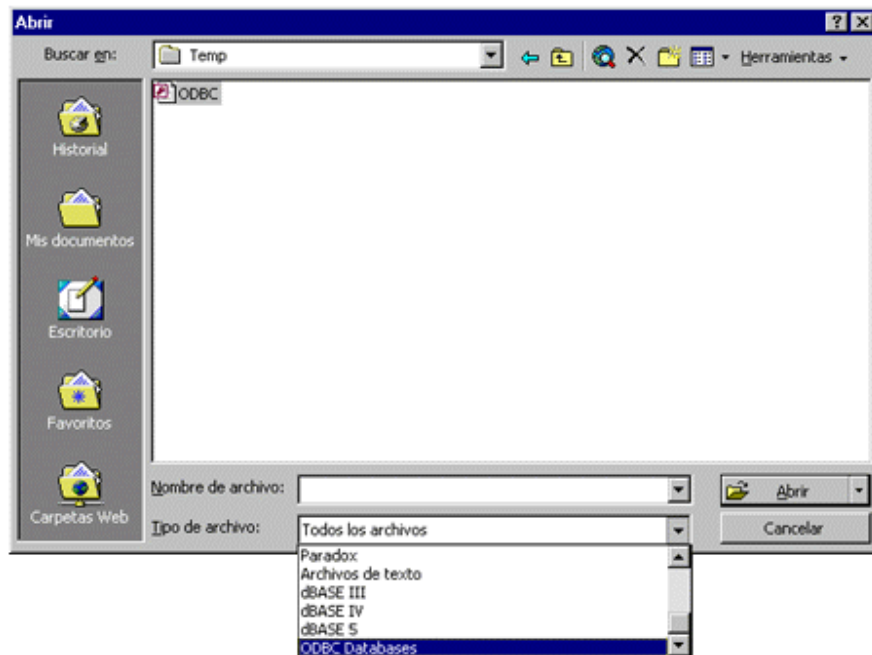 Abrir
Buscar en: Temp Herramientas
ODBC
Historial
Mis documentos
Escritorio
Favoritos
Carpetas Web
Nombre de archivo: Abrir
Tipo de archivo: Todos los archivos Cancelar
Paradox
Archivos de texto
dBASE III
dBASE IV
dBASE 5
ODBC Databases